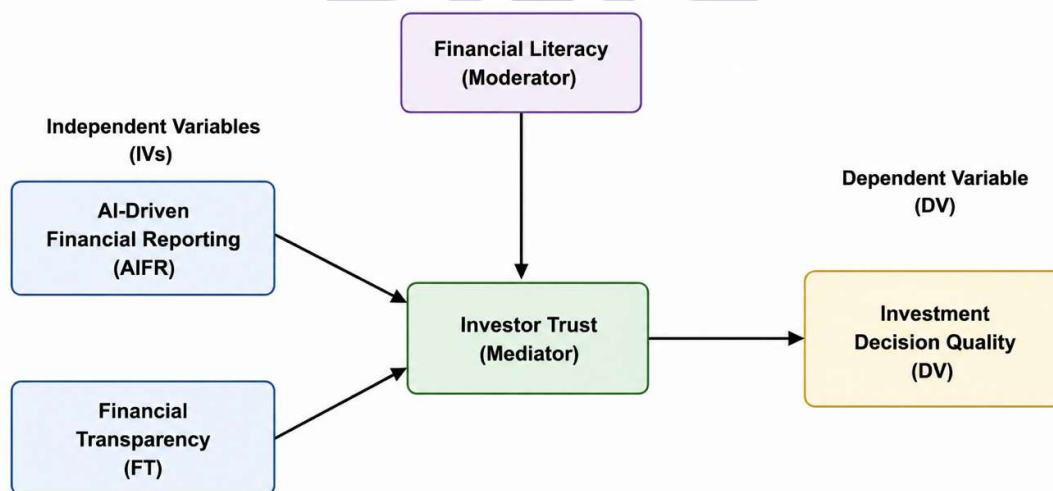 Financial Literacy
(Moderator)
Independent Variables
(IVs)
AI-Driven
Financial Reporting
(AIFR)
Financial
Transparency
(FT)
Investor Trust
(Mediator)
Dependent Variable
(DV)
Investment
Decision Quality
(DV)